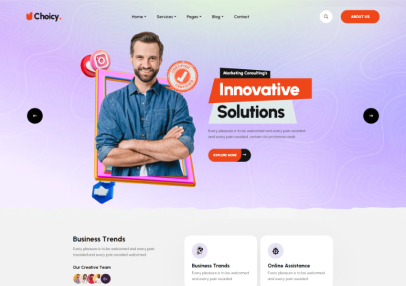 Choicy.
Home
Services
Pages
Blog
Contact
ABOUT US
Marketing Consulting's
Innovative
Solutions
Every pleasure is to be welcomed and every pain avoided
and every pain avoided. certain circumstances
EXPLORE MORE
Business Trends
Every pleasure is to be welcomed and every pain
avoided and every pain avoided welcomed
Our Creative Team
Business Trends
Every pleasure is to be welcomed
and every pain avoided
Online Assistance
Every pleasure is to be welcomed
and every pain avoided